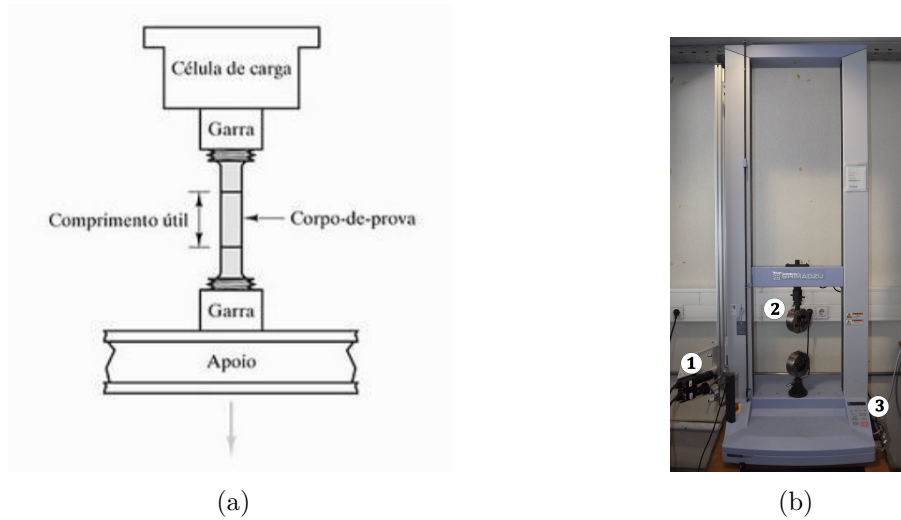 Célula de carga
Garra
Comprimento útil
Corpo-de-prova
Garra
Apoio
SHIMADZU
2
1
3
(a)
(b)